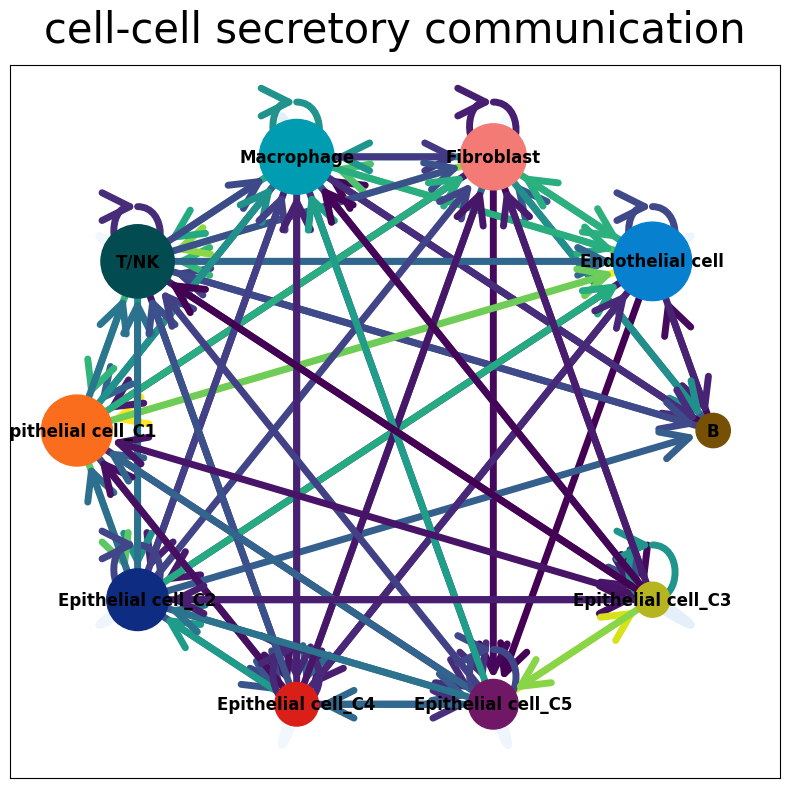 cell-cell secretory communication
Macrophage
Fibroblast
T/NK
Endothelial cell
pithelial cell_C1
B
Epithelial cell_C2
Epithelial cell_C3
Epithelial cell_C4
Epithelial cell_C5